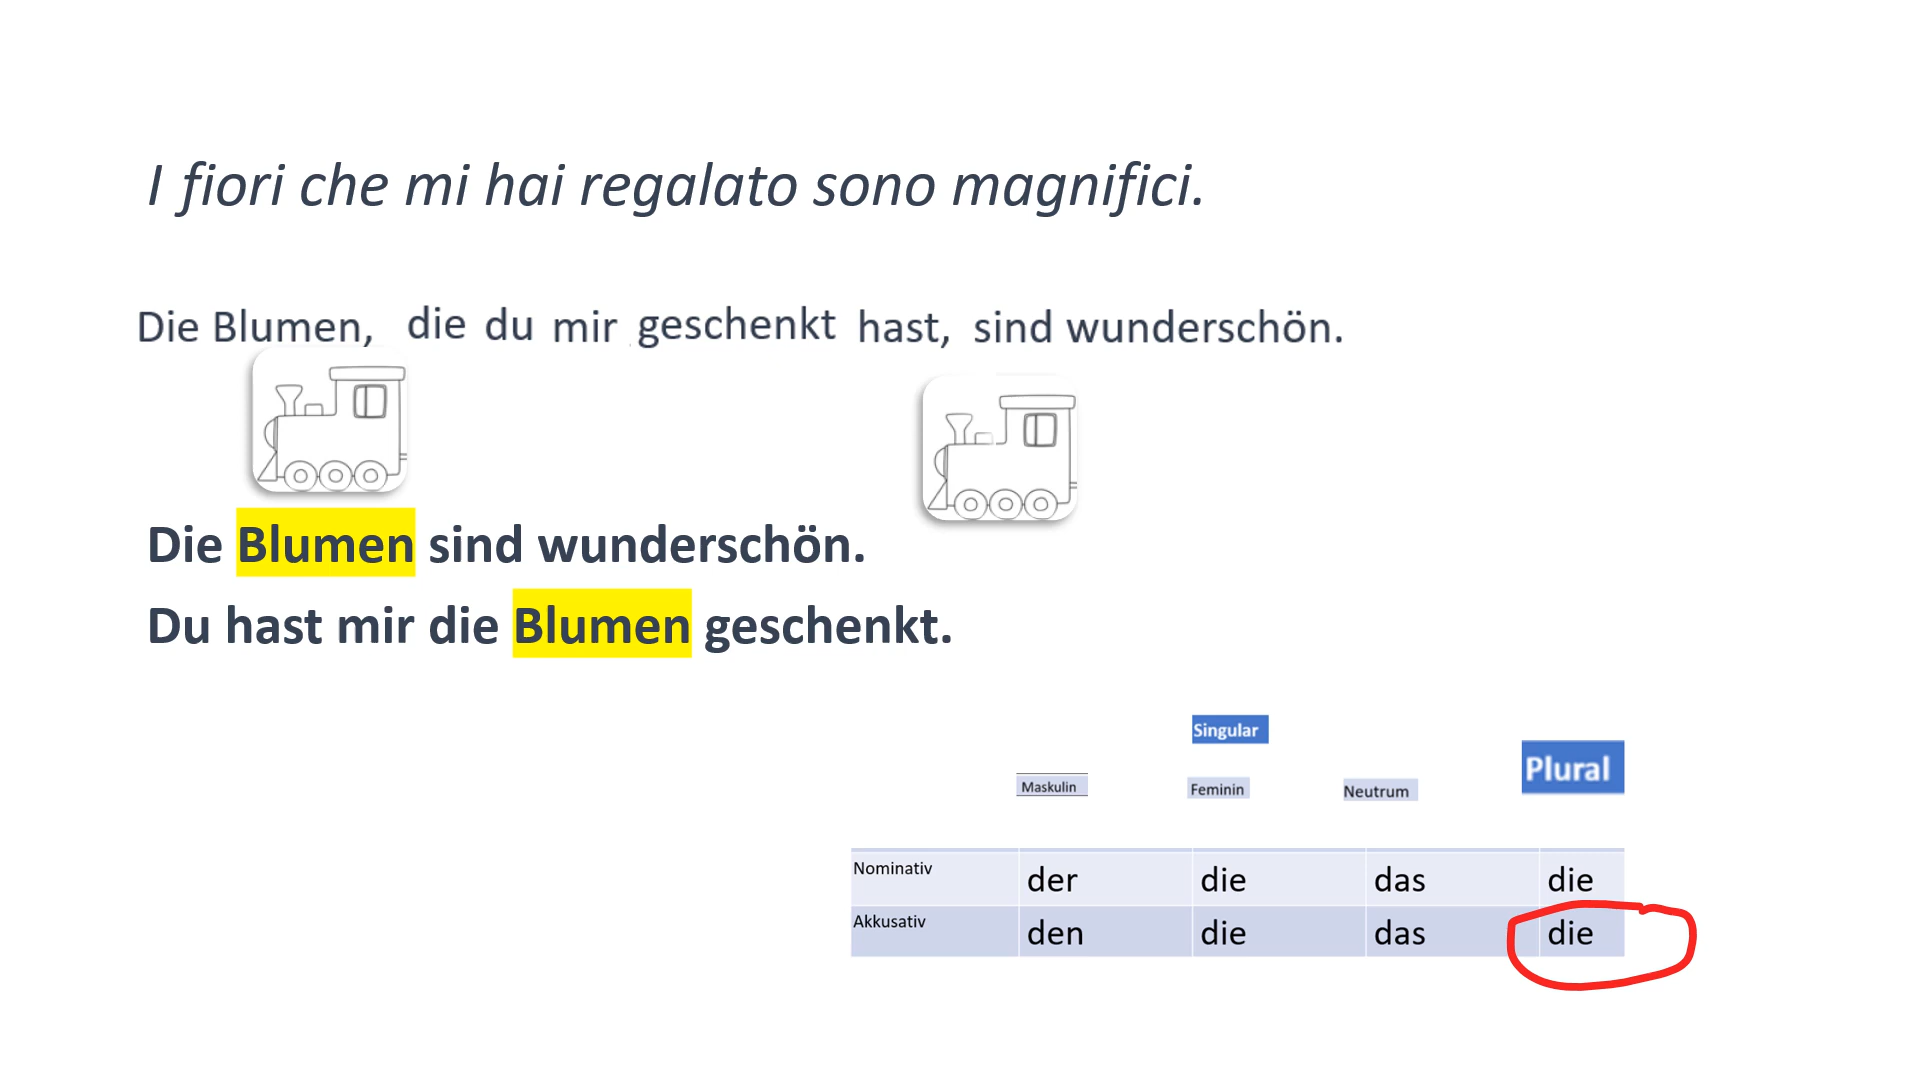 I fiori che mi hai regalato sono magnifici.
Die Blumen, die du mir geschenkt hast, sind wunderschön.
Die Blumen sind wunderschön.
Du hast mir die Blumen geschenkt.
Singular Plural
Maskulin Feminin Neutrum
Nominativ der die das die
Akkusativ den die das die